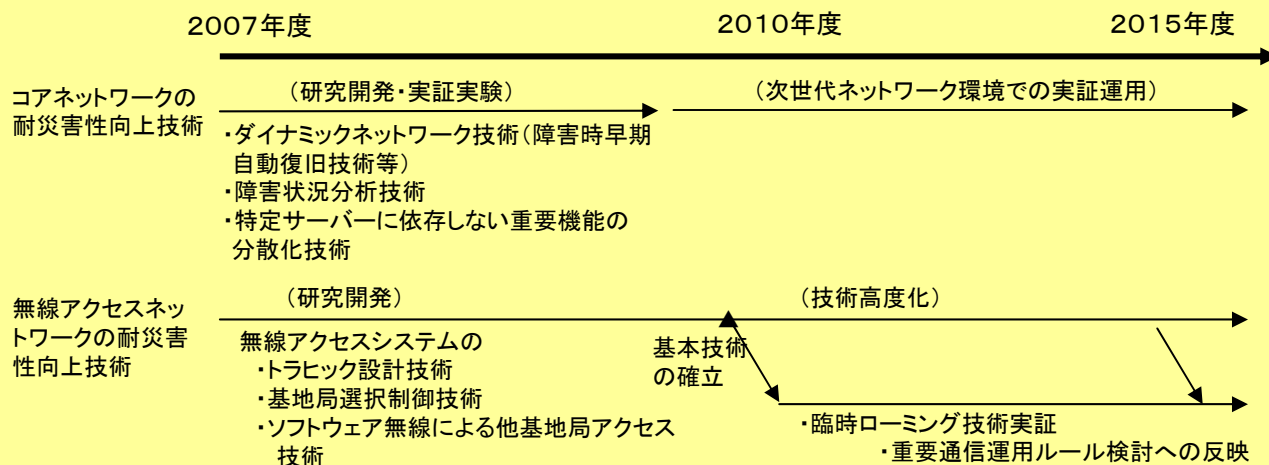 2007年度
2010年度
2015年度
コアネットワークの
耐災害性向上技術
(研究開発・実証実験)
(次世代ネットワーク環境での実証運用)
・ダイナミックネットワーク技術(障害時早期
自動復旧技術等)
・障害状況分析技術
・特定サーバーに依存しない重要機能の
分散化技術
無線アクセスネッ
トワークの耐災害
性向上技術
(研究開発)
(技術高度化)
無線アクセスシステムの
・トラヒック設計技術
・基地局選択制御技術
・ソフトウェア無線による他基地局アクセス
技術
基本技術
の確立
・臨時ローミング技術実証
・重要通信運用ルール検討への反映